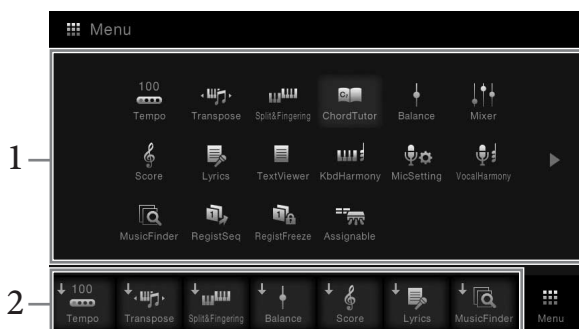 Menu
100
Tempo Transpose Split&Fingering ChordTutor Balance Mixer
1
Score Lyrics TextViewer KbdHarmony MicSetting VocalHarmony
MusicFinder RegistSeq RegistFreeze Assignable
2
100
Tempo Transpose Split&Fingering Balance Score Lyrics MusicFinder Menu